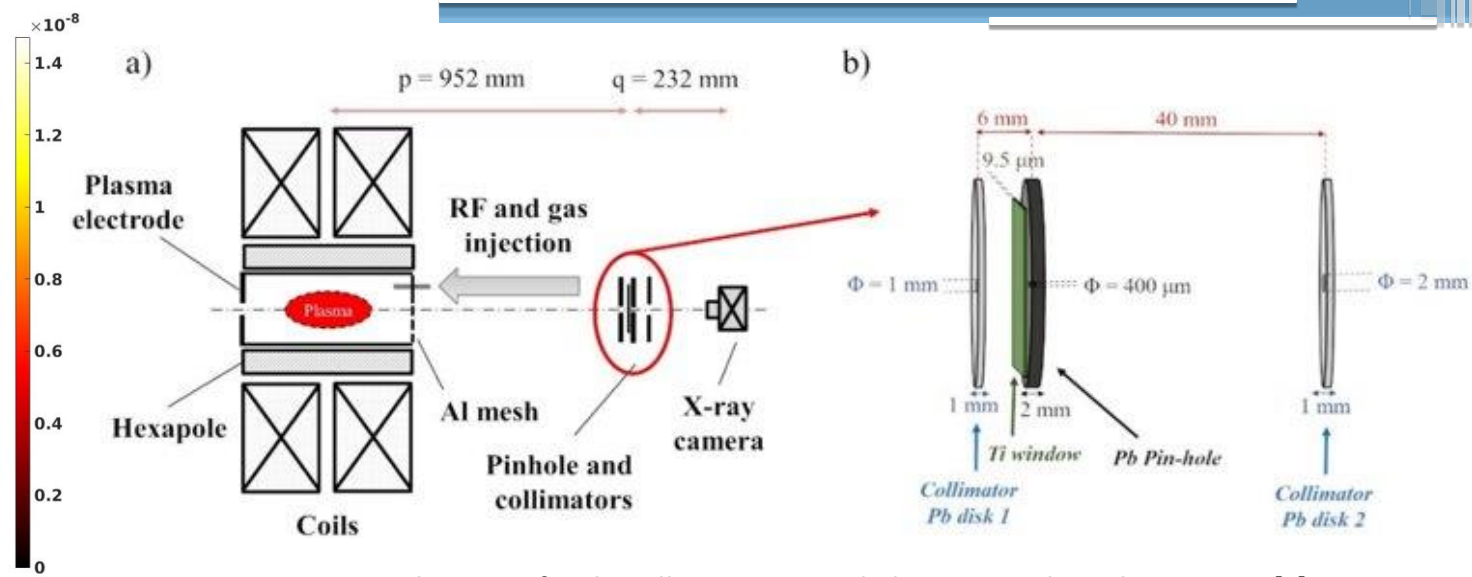 ×10⁻⁸
1.4
1.2
1
0.8
0.6
0.4
0.2
0
a)
p = 952 mm
q = 232 mm
Plasma
electrode
RF and gas
injection
Plasma
Hexapole
Al mesh
X-ray
camera
Pinhole and
collimators
Coils
b)
6 mm
40 mm
9.5 μm
Φ = 1 mm
Φ = 400 μm
Φ = 2 mm
1 mm
2 mm
1 mm
Ti window
Pb Pin-hole
Collimator
Pb disk 1
Collimator
Pb disk 2